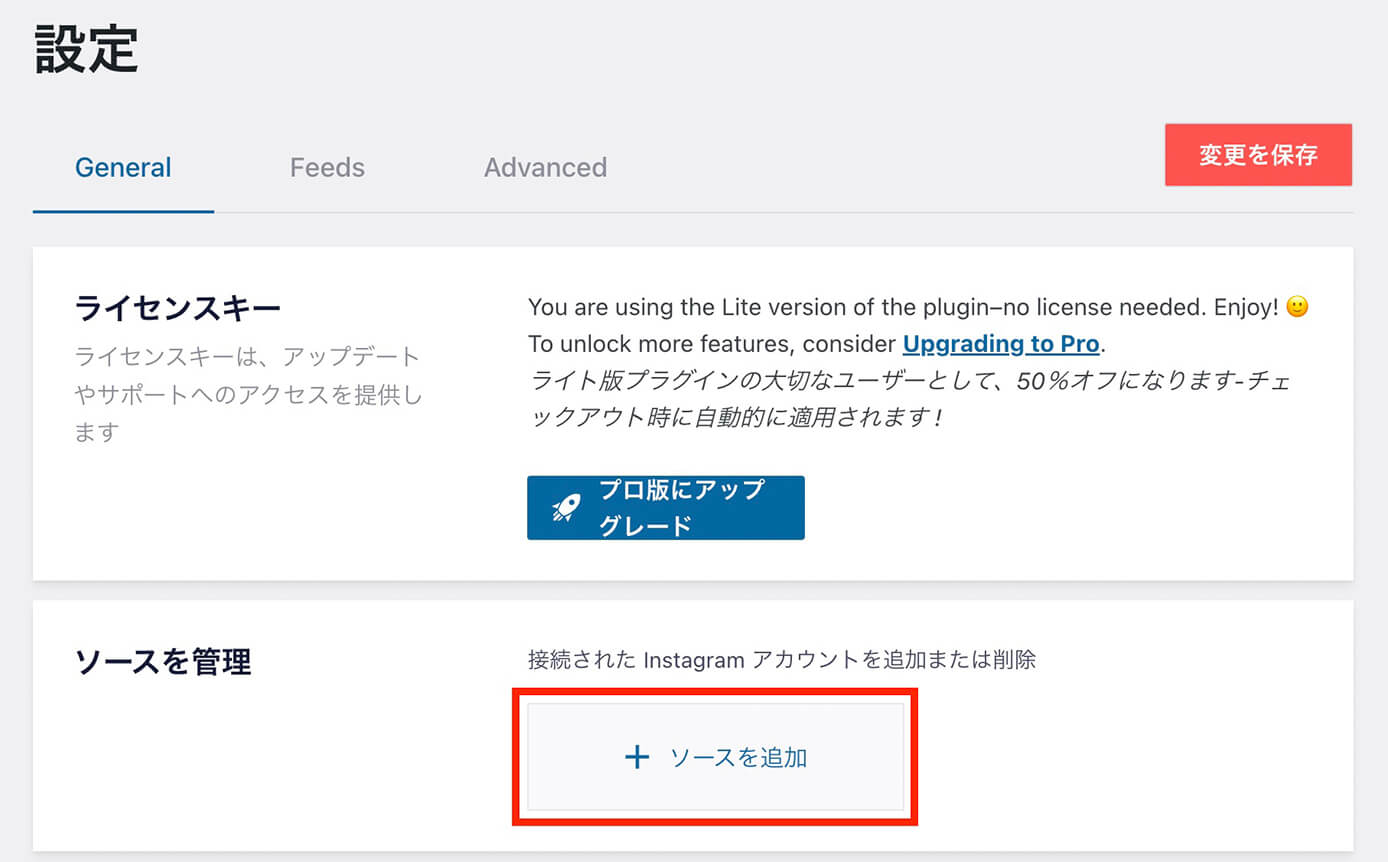 設定
General
Feeds
Advanced
変更を保存
ライセンスキー
ライセンスキーは、アップデート
やサポートへのアクセスを提供し
ます
You are using the Lite version of the plugin–no license needed. Enjoy! 🙂
To unlock more features, consider Upgrading to Pro.
ライト版プラグインの大切なユーザーとして、50%オフになります-チェ
ックアウト時に自動的に適用されます!
プロ版にアップ
グレード
ソースを管理
接続された Instagram アカウントを追加または削除
+ ソースを追加